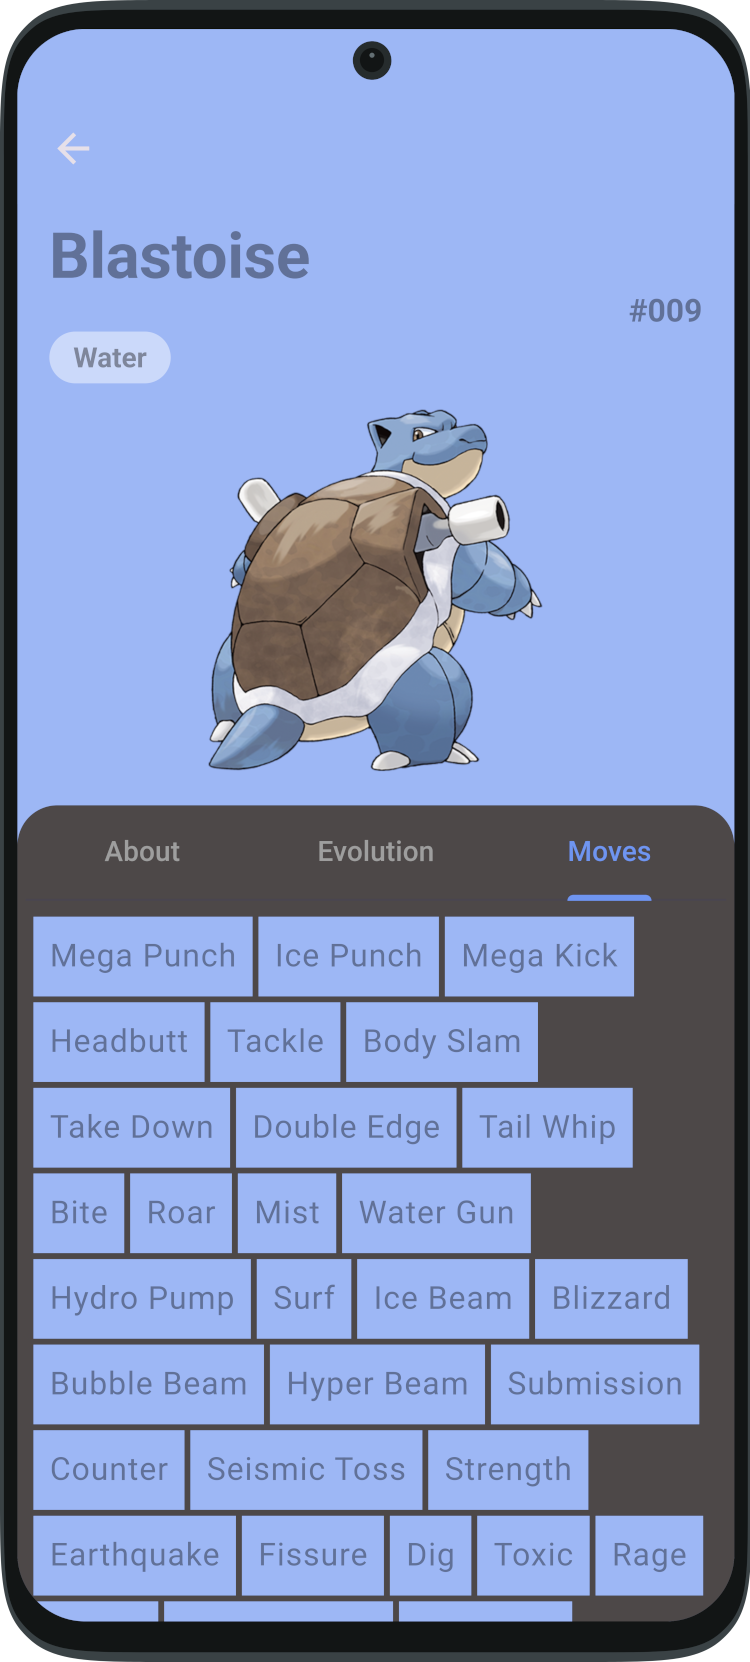 Blastoise
#009
Water
About Evolution Moves
Mega Punch Ice Punch Mega Kick
Headbutt Tackle Body Slam
Take Down Double Edge Tail Whip
Bite Roar Mist Water Gun
Hydro Pump Surf Ice Beam Blizzard
Bubble Beam Hyper Beam Submission
Counter Seismic Toss Strength
Earthquake Fissure Dig Toxic Rage